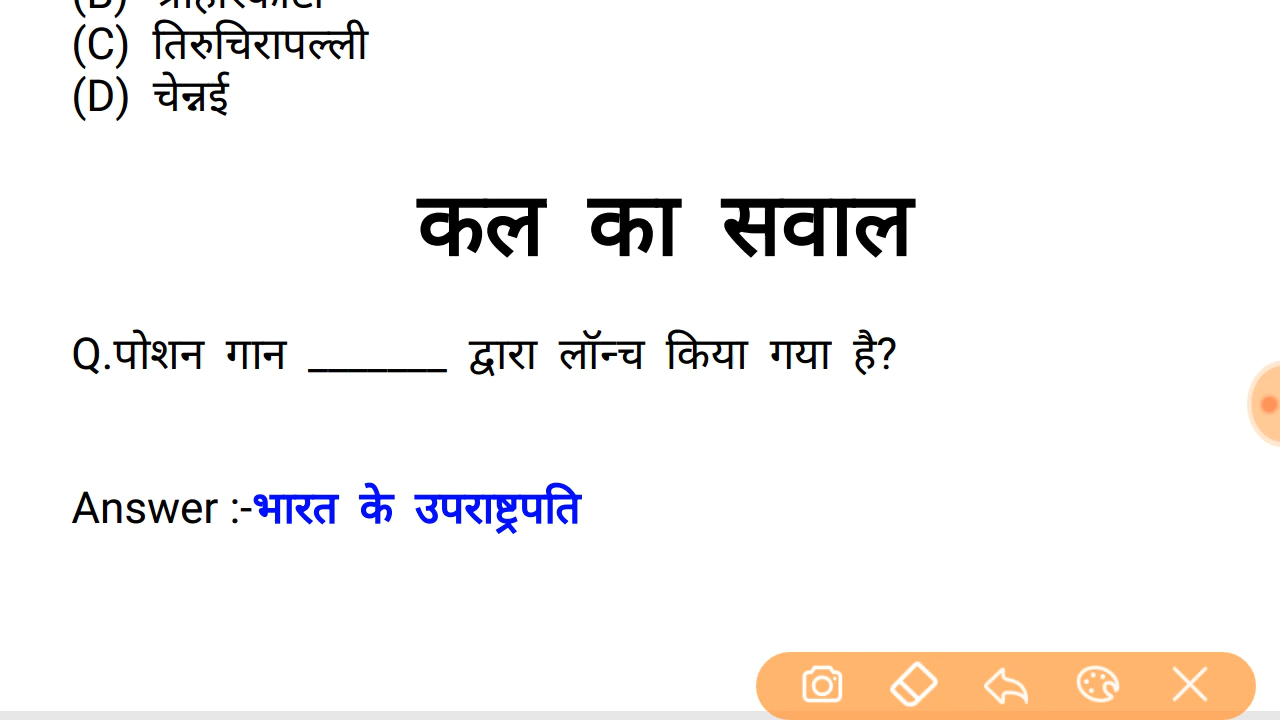 (C) तिरुचिरापल्ली
(D) चेन्नई
कल का सवाल
Q.पोशन गान _______ द्वारा लॉन्च किया गया है?
Answer :-भारत के उपराष्ट्रपति